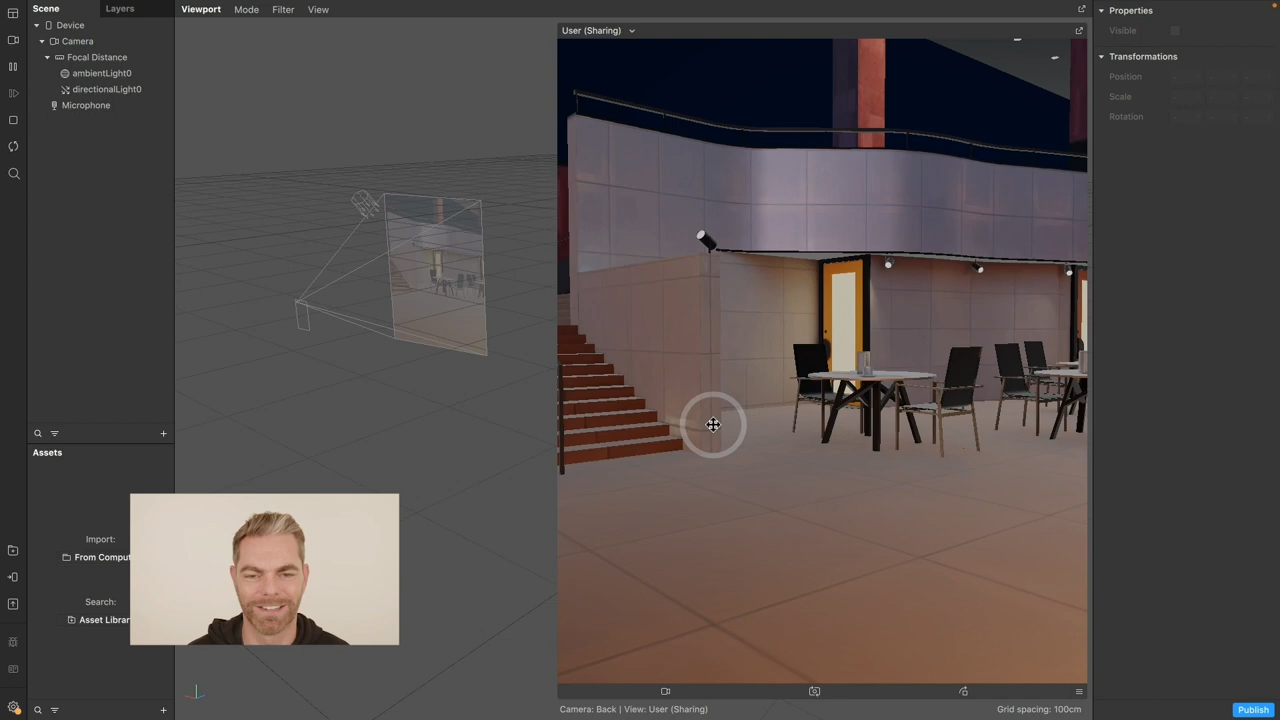 Scene
Layers
Device
Camera
Focal Distance
ambientLight0
directionalLight0
Microphone
Assets
Import:
From Comput
Search:
Asset Librar
Viewport
Mode
Filter
View
User (Sharing)
Camera: Back | View: User (Sharing)
Grid spacing: 100cm
Properties
Visible
Transformations
Position
Scale
Rotation
Publish